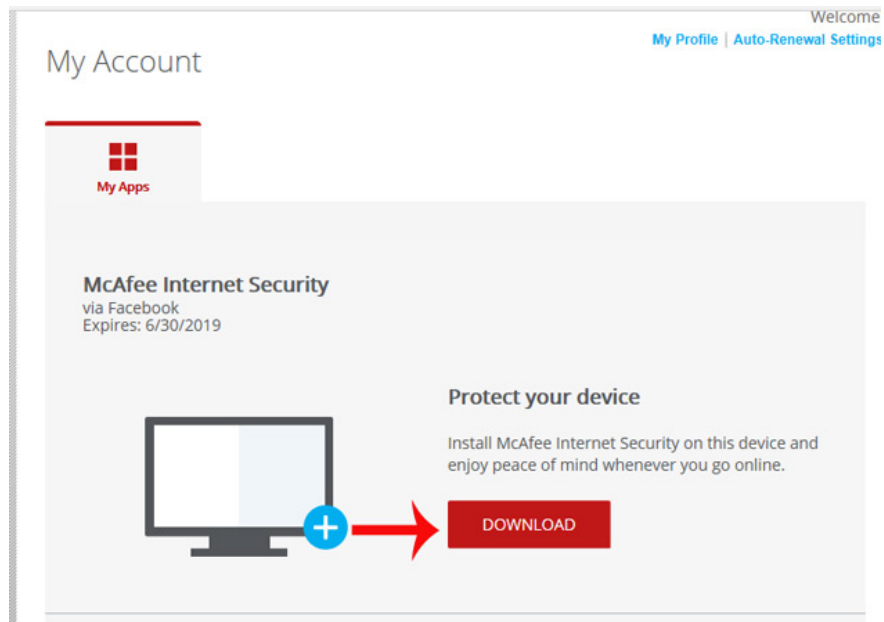 Welcome
My Profile | Auto-Renewal Settings
My Account
My Apps
McAfee Internet Security
via Facebook
Expires: 6/30/2019
Protect your device
Install McAfee Internet Security on this device and
enjoy peace of mind whenever you go online.
DOWNLOAD